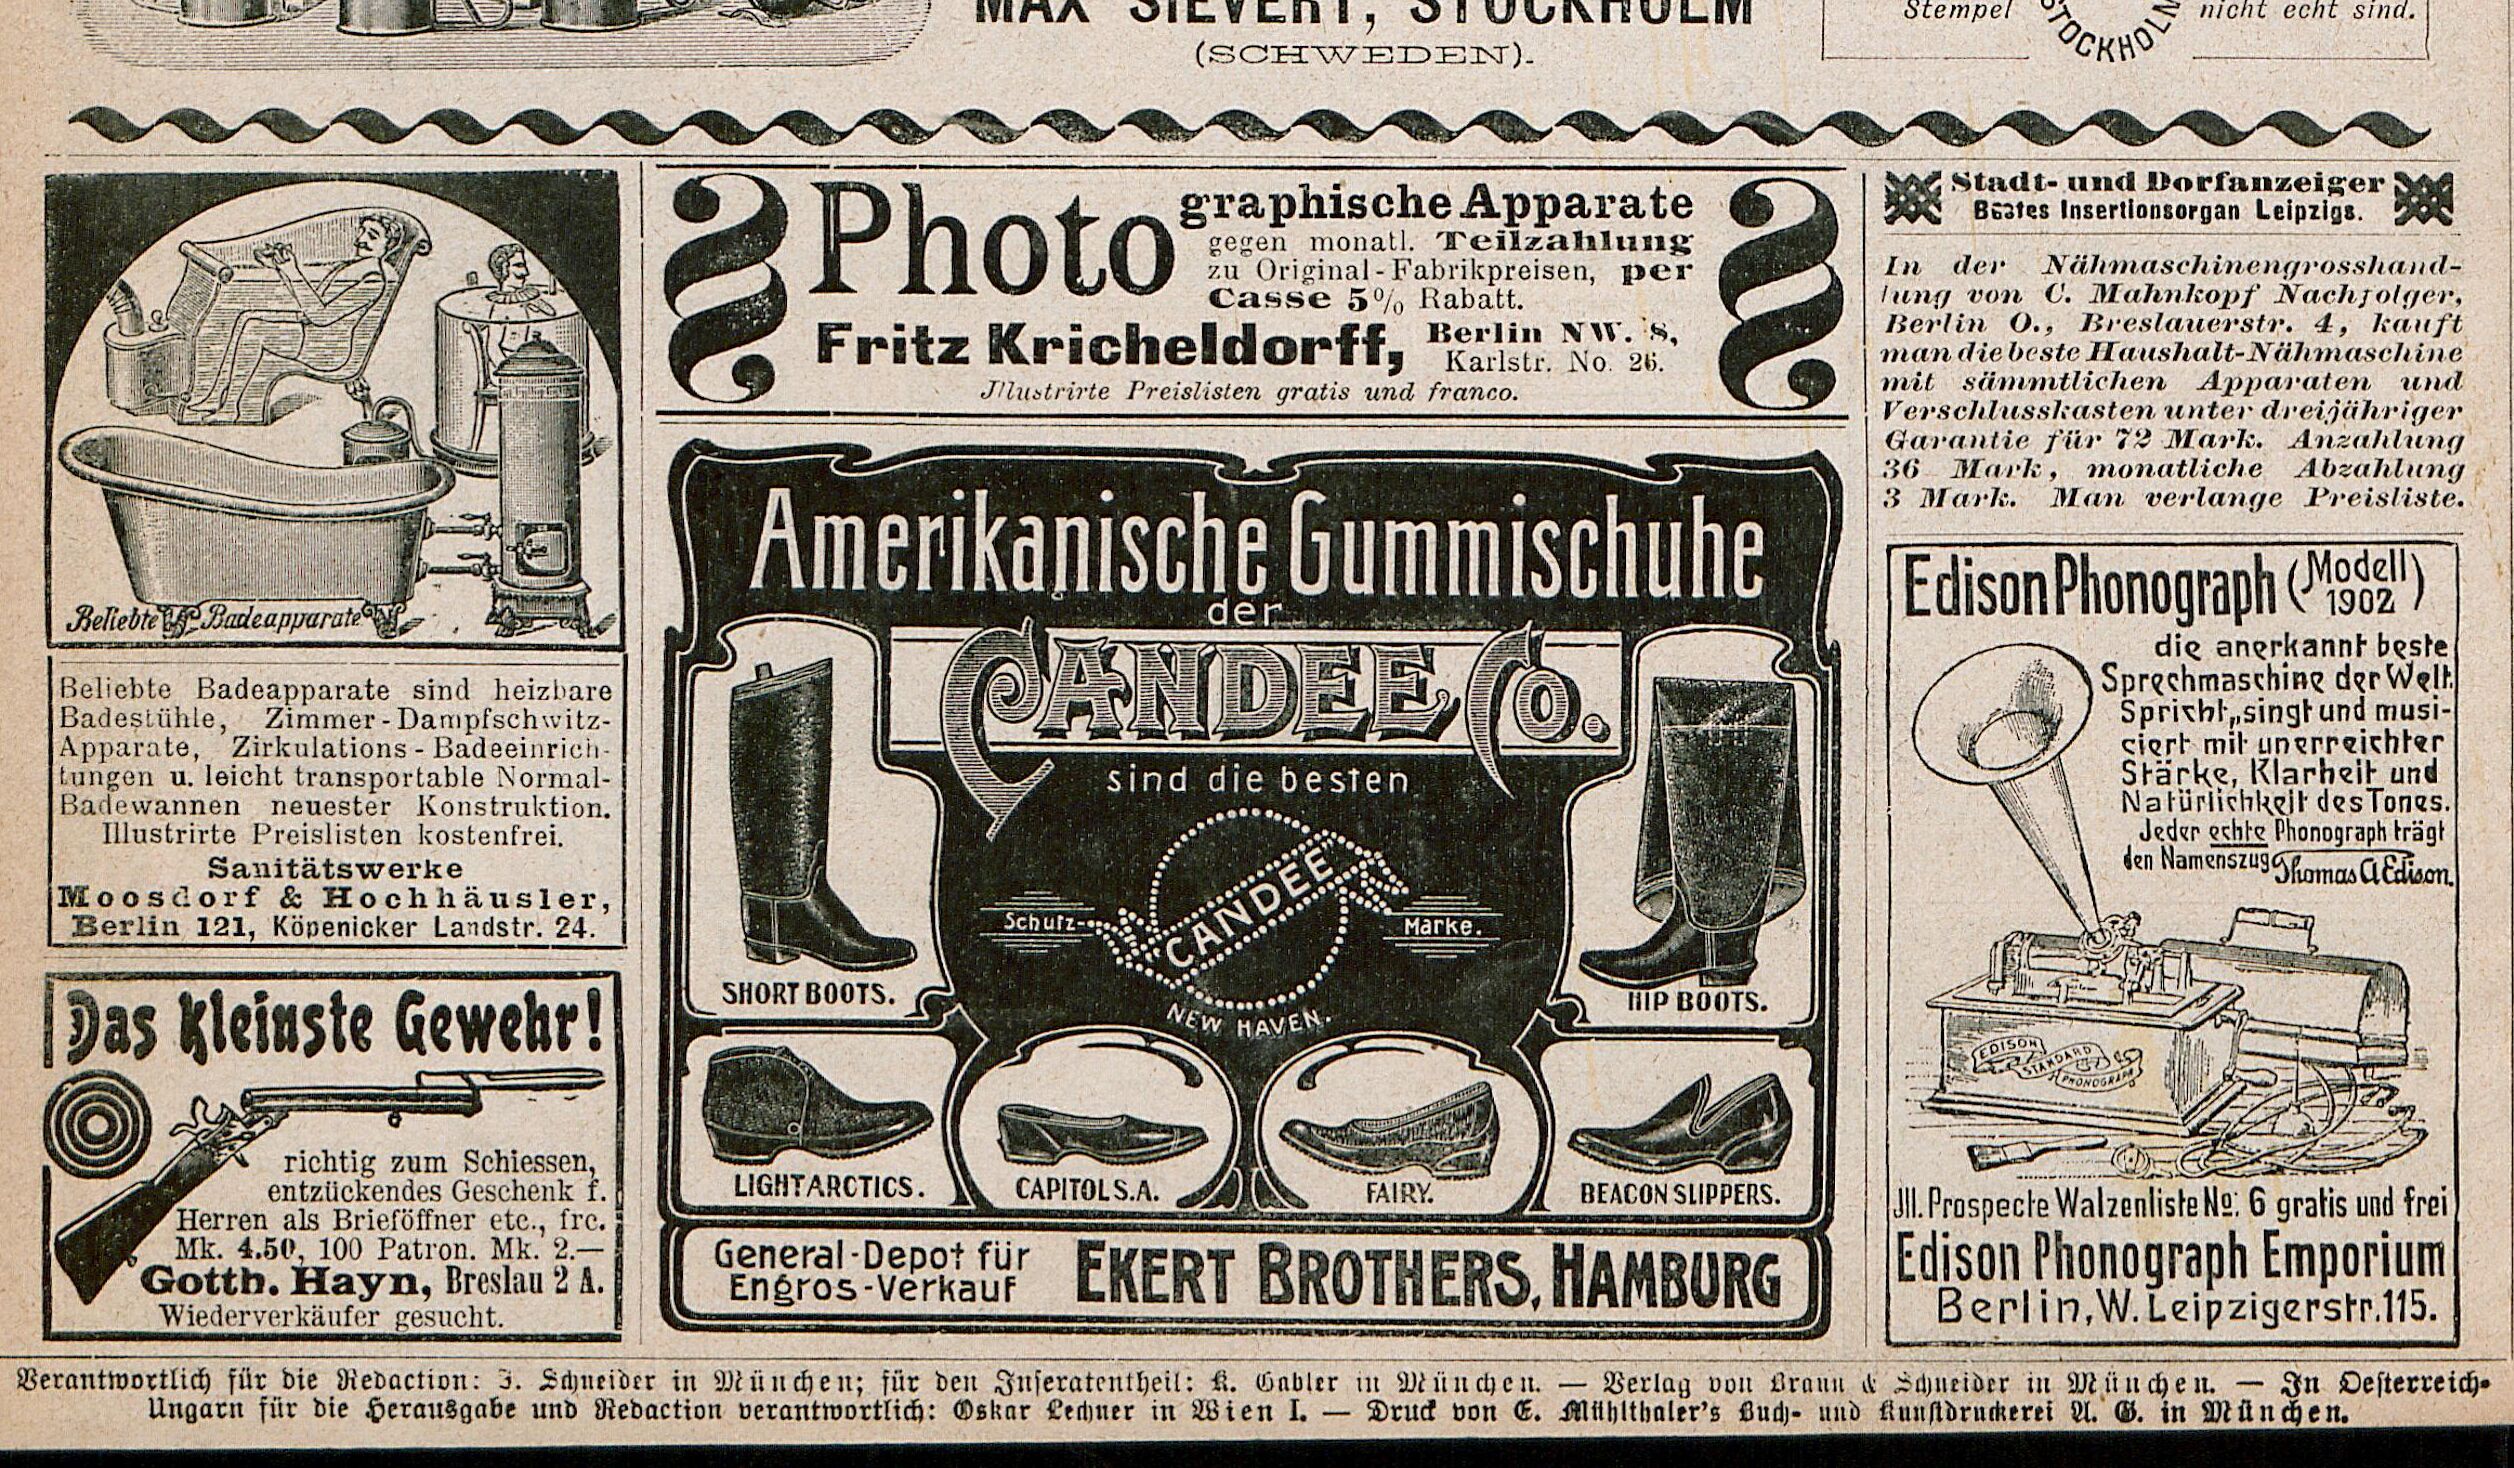 MAX SIEVERT, STOCKHOLM
(SCHWEDEN).
Stempel
STOCKHOLM
nicht echt sind.
Beliebte Badeapparate
Beliebte Badeapparate sind heizbare
Badestühle, Zimmer-Dampfschwitz-
Apparate, Zirkulations-Badeeinrich-
tungen u. leicht transportable Normal-
Badewannen neuester Konstruktion.
Illustrirte Preislisten kostenfrei.
Sanitätswerke
Moosdorf & Hochhäusler,
Berlin 121, Köpenicker Landstr. 24.
Das kleinste Gewehr!
richtig zum Schiessen,
entzückendes Geschenk f.
Herren als Brieföffner etc., frc.
Mk. 4.50, 100 Patron. Mk. 2.—
Gotth. Hayn, Breslau 2 A.
Wiederverkäufer gesucht.
Photo
graphische Apparate
gegen monatl. Teilzahlung
zu Original-Fabrikpreisen, per
Casse 5% Rabatt.
Fritz Kricheldorff,
Berlin NW. S,
Karlstr. No. 26.
Jllustrirte Preislisten gratis und franco.
Amerikanische Gummischuhe
der
CANDEE Co.
sind die besten
Schutz-
CANDEE
Marke.
NEW HAVEN.
SHORT BOOTS.
HIP BOOTS.
LIGHT ARCTICS.
CAPITOL S.A.
FAIRY.
BEACON SLIPPERS.
General-Depot für
Engros-Verkauf
EKERT BROTHERS, HAMBURG
Stadt- und Dorfanzeiger
Bestes Insertionsorgan Leipzigs.
In der Nähmaschinengrosshand-
lung von C. Mahnkopf Nachfolger,
Berlin O., Breslauerstr. 4, kauft
man die beste Haushalt-Nähmaschine
mit sämmtlichen Apparaten und
Verschlusskasten unter dreijähriger
Garantie für 72 Mark. Anzahlung
36 Mark, monatliche Abzahlung
3 Mark. Man verlange Preisliste.
Edison Phonograph (Modell 1902)
die anerkannt beste
Sprechmaschine der Welt.
Spricht, singt und musi-
ciert mit unerreichter
Stärke, Klarheit und
Natürlichkeit des Tones.
Jeder echte Phonograph trägt
den Namenszug Thomas A Edison.
EDISON
STANDARD
PHONOGRAPH
Jll. Prospecte Walzenliste No: 6 gratis und frei
Edison Phonograph Emporium
Berlin, W. Leipzigerstr. 115.
Verantwortlich für die Redaction: J. Schneider in München; für den Inseratentheil: K. Gabler in München. — Verlag von Braun & Schneider in München. — In Oesterreich-
Ungarn für die Herausgabe und Redaction verantwortlich: Oskar Lechner in Wien I. — Druck von E. Mühlthaler's Buch- und Kunstdruckerei A. G. in München.